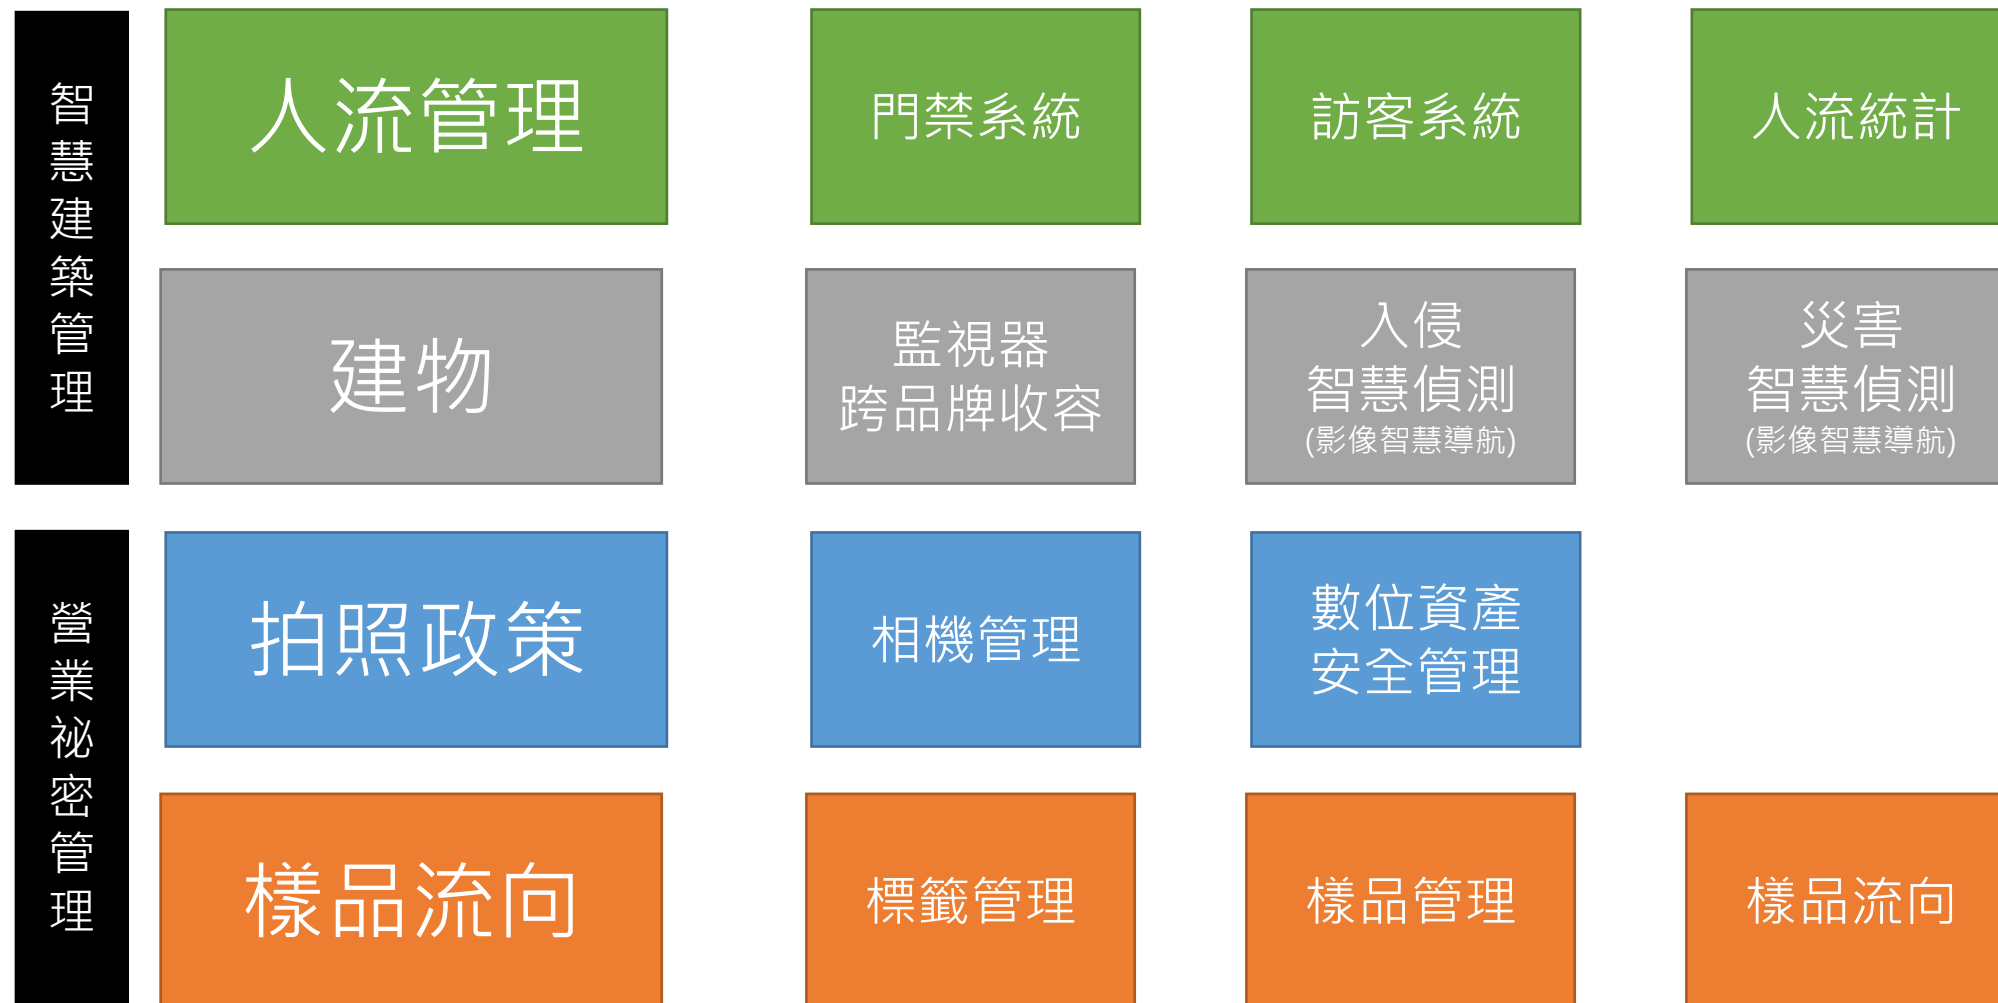 智慧建築管理
人流管理
門禁系統
訪客系統
人流統計
建物
監視器
跨品牌收容
入侵
智慧偵測
(影像智慧導航)
災害
智慧偵測
(影像智慧導航)
營業祕密管理
拍照政策
相機管理
數位資產
安全管理
樣品流向
標籤管理
樣品管理
樣品流向